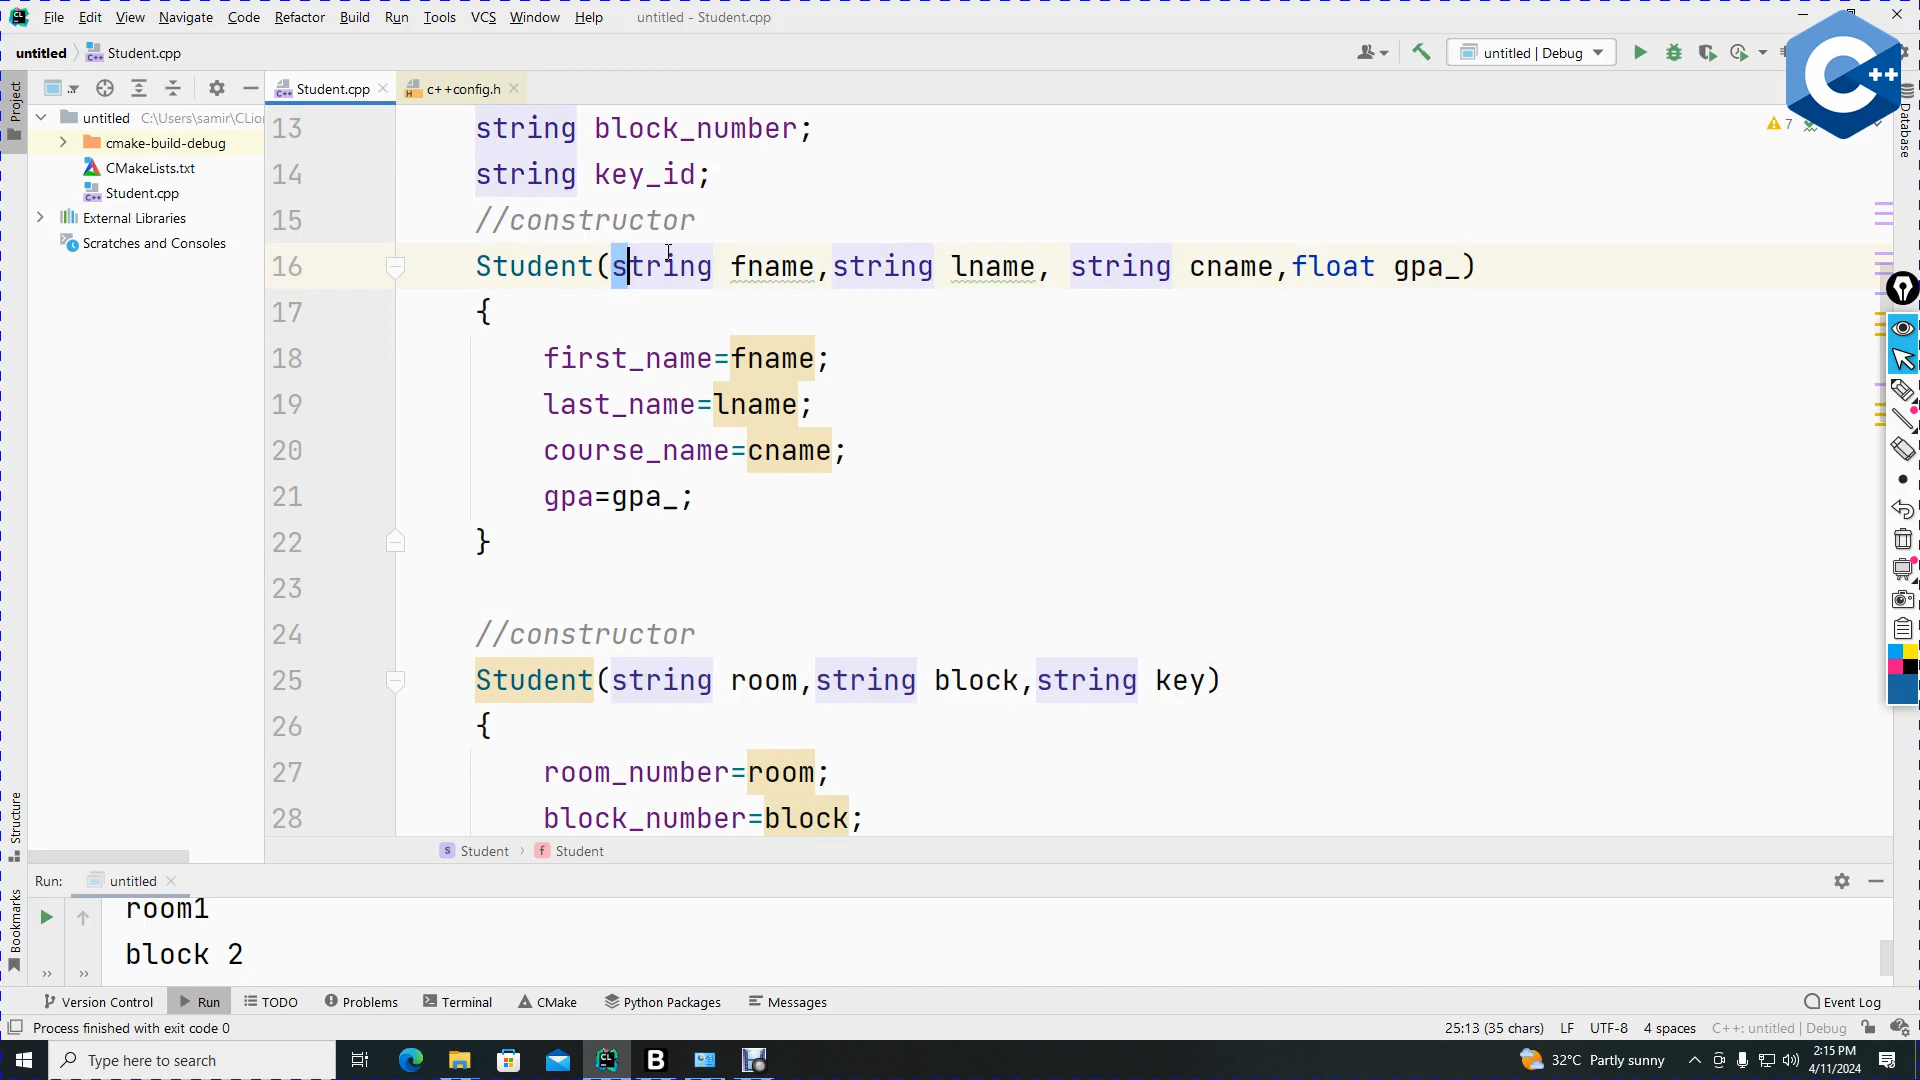 File Edit View Navigate Code Refactor Build Run Tools VCS Window Help untitled - Student.cpp
untitled Student.cpp untitled | Debug
C ++
Project
Student.cpp c++config.h
untitled C:\Users\samir\CLio
cmake-build-debug
CMakeLists.txt
Student.cpp
External Libraries
Scratches and Consoles
7
Database
13 string block_number;
14 string key_id;
15 //constructor
16 Student(string fname,string lname, string cname,float gpa_)
17 {
18 first_name=fname;
19 last_name=lname;
20 course_name=cname;
21 gpa=gpa_;
22 }
23
24 //constructor
25 Student(string room,string block,string key)
26 {
27 room_number=room;
28 block_number=block;
Structure
Bookmarks
S Student f Student
Run: untitled
room1
block 2
Version Control Run TODO Problems Terminal CMake Python Packages Messages Event Log
Process finished with exit code 0 25:13 (35 chars) LF UTF-8 4 spaces C++: untitled | Debug
Type here to search CL B 32°C Partly sunny 2:15 PM
4/11/2024